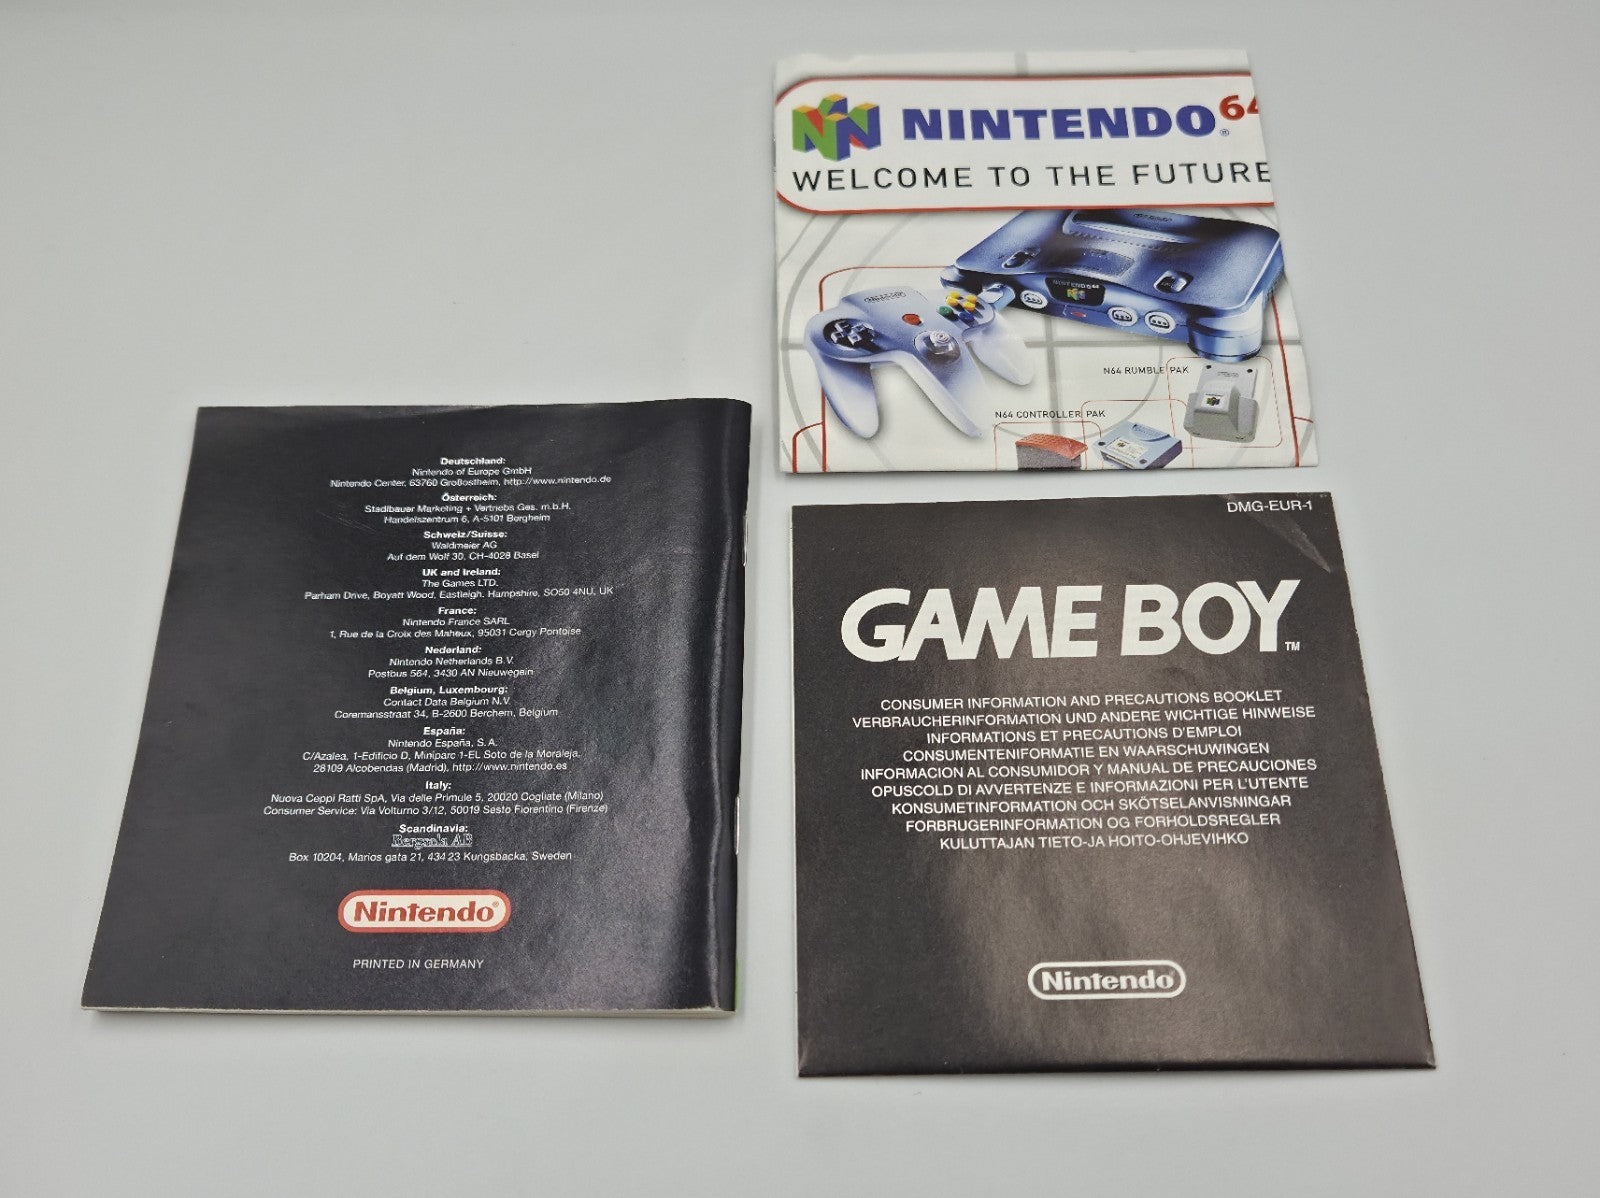 Deutschland:
Nintendo of Europe GmbH
Nintendo Center, 63760 Großostheim, http://www.nintendo.de
Österreich:
Stadlbauer Marketing + Vertriebs Ges. m.b.H.
Handelszentrum 6, A-5101 Bergheim
Schweiz/Suisse:
Waldmeier AG
Auf dem Wolf 30, CH-4028 Basel
UK and Ireland:
The Games LTD.
Parham Drive, Boyatt Wood, Eastleigh, Hampshire, SO50 4NU, UK
France:
Nintendo France SARL
1, Rue de la Croix des Maheux, 95031 Cergy Pontoise
Nederland:
Nintendo Netherlands B.V.
Postbus 564, 3430 AN Nieuwegein
Belgium, Luxembourg:
Contact Data Belgium N.V.
Coremansstraat 34, B-2600 Berchem, Belgium
España:
Nintendo España, S.A.
C/Azalea, 1-Edificio D, Miniparc 1-EL Soto de la Moraleja,
28109 Alcobendas (Madrid), http://www.nintendo.es
Italy:
Nuova Ceppi Ratti SpA, Via delle Primule 5, 20020 Cogliate (Milano)
Consumer Service: Via Volturno 3/12, 50019 Sesto Fiorentino (Firenze)
Scandinavia:
Bergsala AB
Box 10204, Marios gata 21, 434 23 Kungsbacka, Sweden
Nintendo®
PRINTED IN GERMANY
NINTENDO®64
WELCOME TO THE FUTURE
NINTENDO64
N64 RUMBLE PAK
N64 CONTROLLER PAK
DMG-EUR-1
GAME BOY™
CONSUMER INFORMATION AND PRECAUTIONS BOOKLET
VERBRAUCHERINFORMATION UND ANDERE WICHTIGE HINWEISE
INFORMATIONS ET PRECAUTIONS D'EMPLOI
CONSUMENTENINFORMATIE EN WAARSCHUWINGEN
INFORMACION AL CONSUMIDOR Y MANUAL DE PRECAUCIONES
OPUSCOLO DI AVVERTENZE E INFORMAZIONI PER L'UTENTE
KONSUMETINFORMATION OCH SKÖTSELANVISNINGAR
FORBRUGERINFORMATION OG FORHOLDSREGLER
KULUTTAJAN TIETO-JA HOITO-OHJEVIHKO
Nintendo®